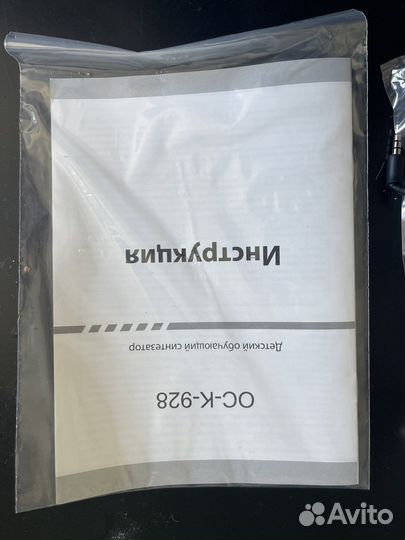 ОС-К-928
Детский обучающий синтезатор
Инструкция
Avito